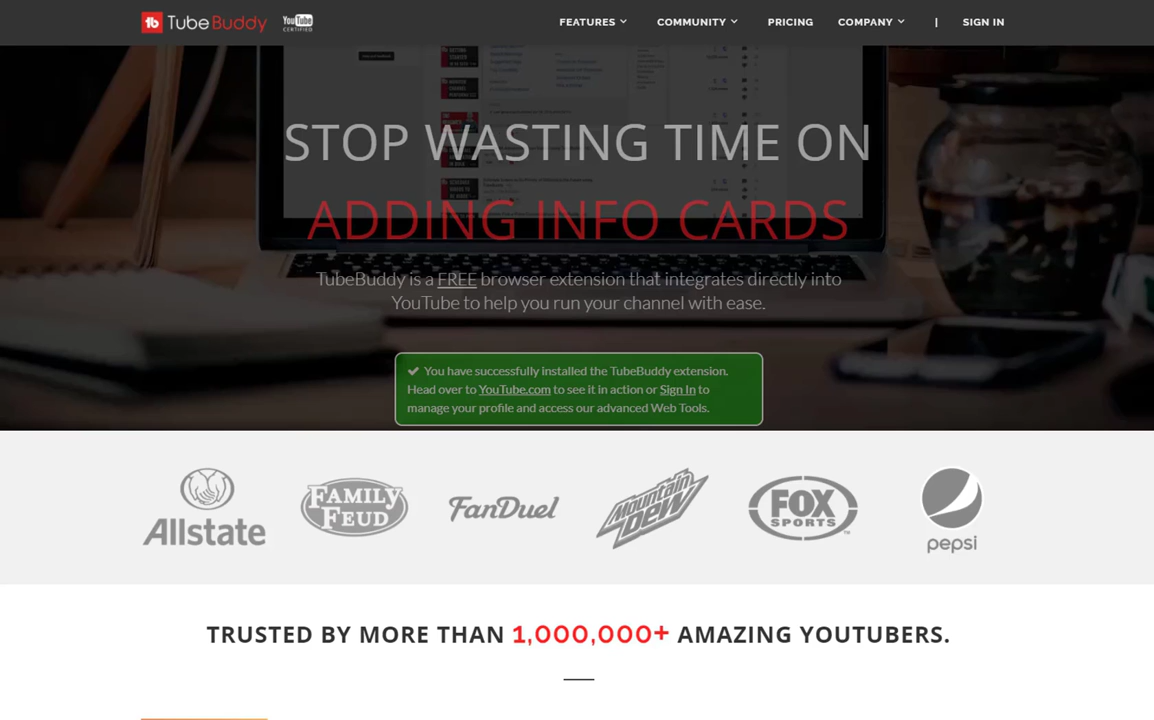 TubeBuddy
You Tube
CERTIFIED
FEATURES
COMMUNITY
PRICING
COMPANY
|
SIGN IN
STOP WASTING TIME ON
ADDING INFO CARDS
TubeBuddy is a FREE browser extension that integrates directly into
YouTube to help you run your channel with ease.
✔ You have successfully installed the TubeBuddy extension.
Head over to YouTube.com to see it in action or Sign In to
manage your profile and access our advanced Web Tools.
Allstate
FAMILY
FEUD
FanDuel
Mountain
Dew
FOX
SPORTS
pepsi
TRUSTED BY MORE THAN 1,000,000+ AMAZING YOUTUBERS.